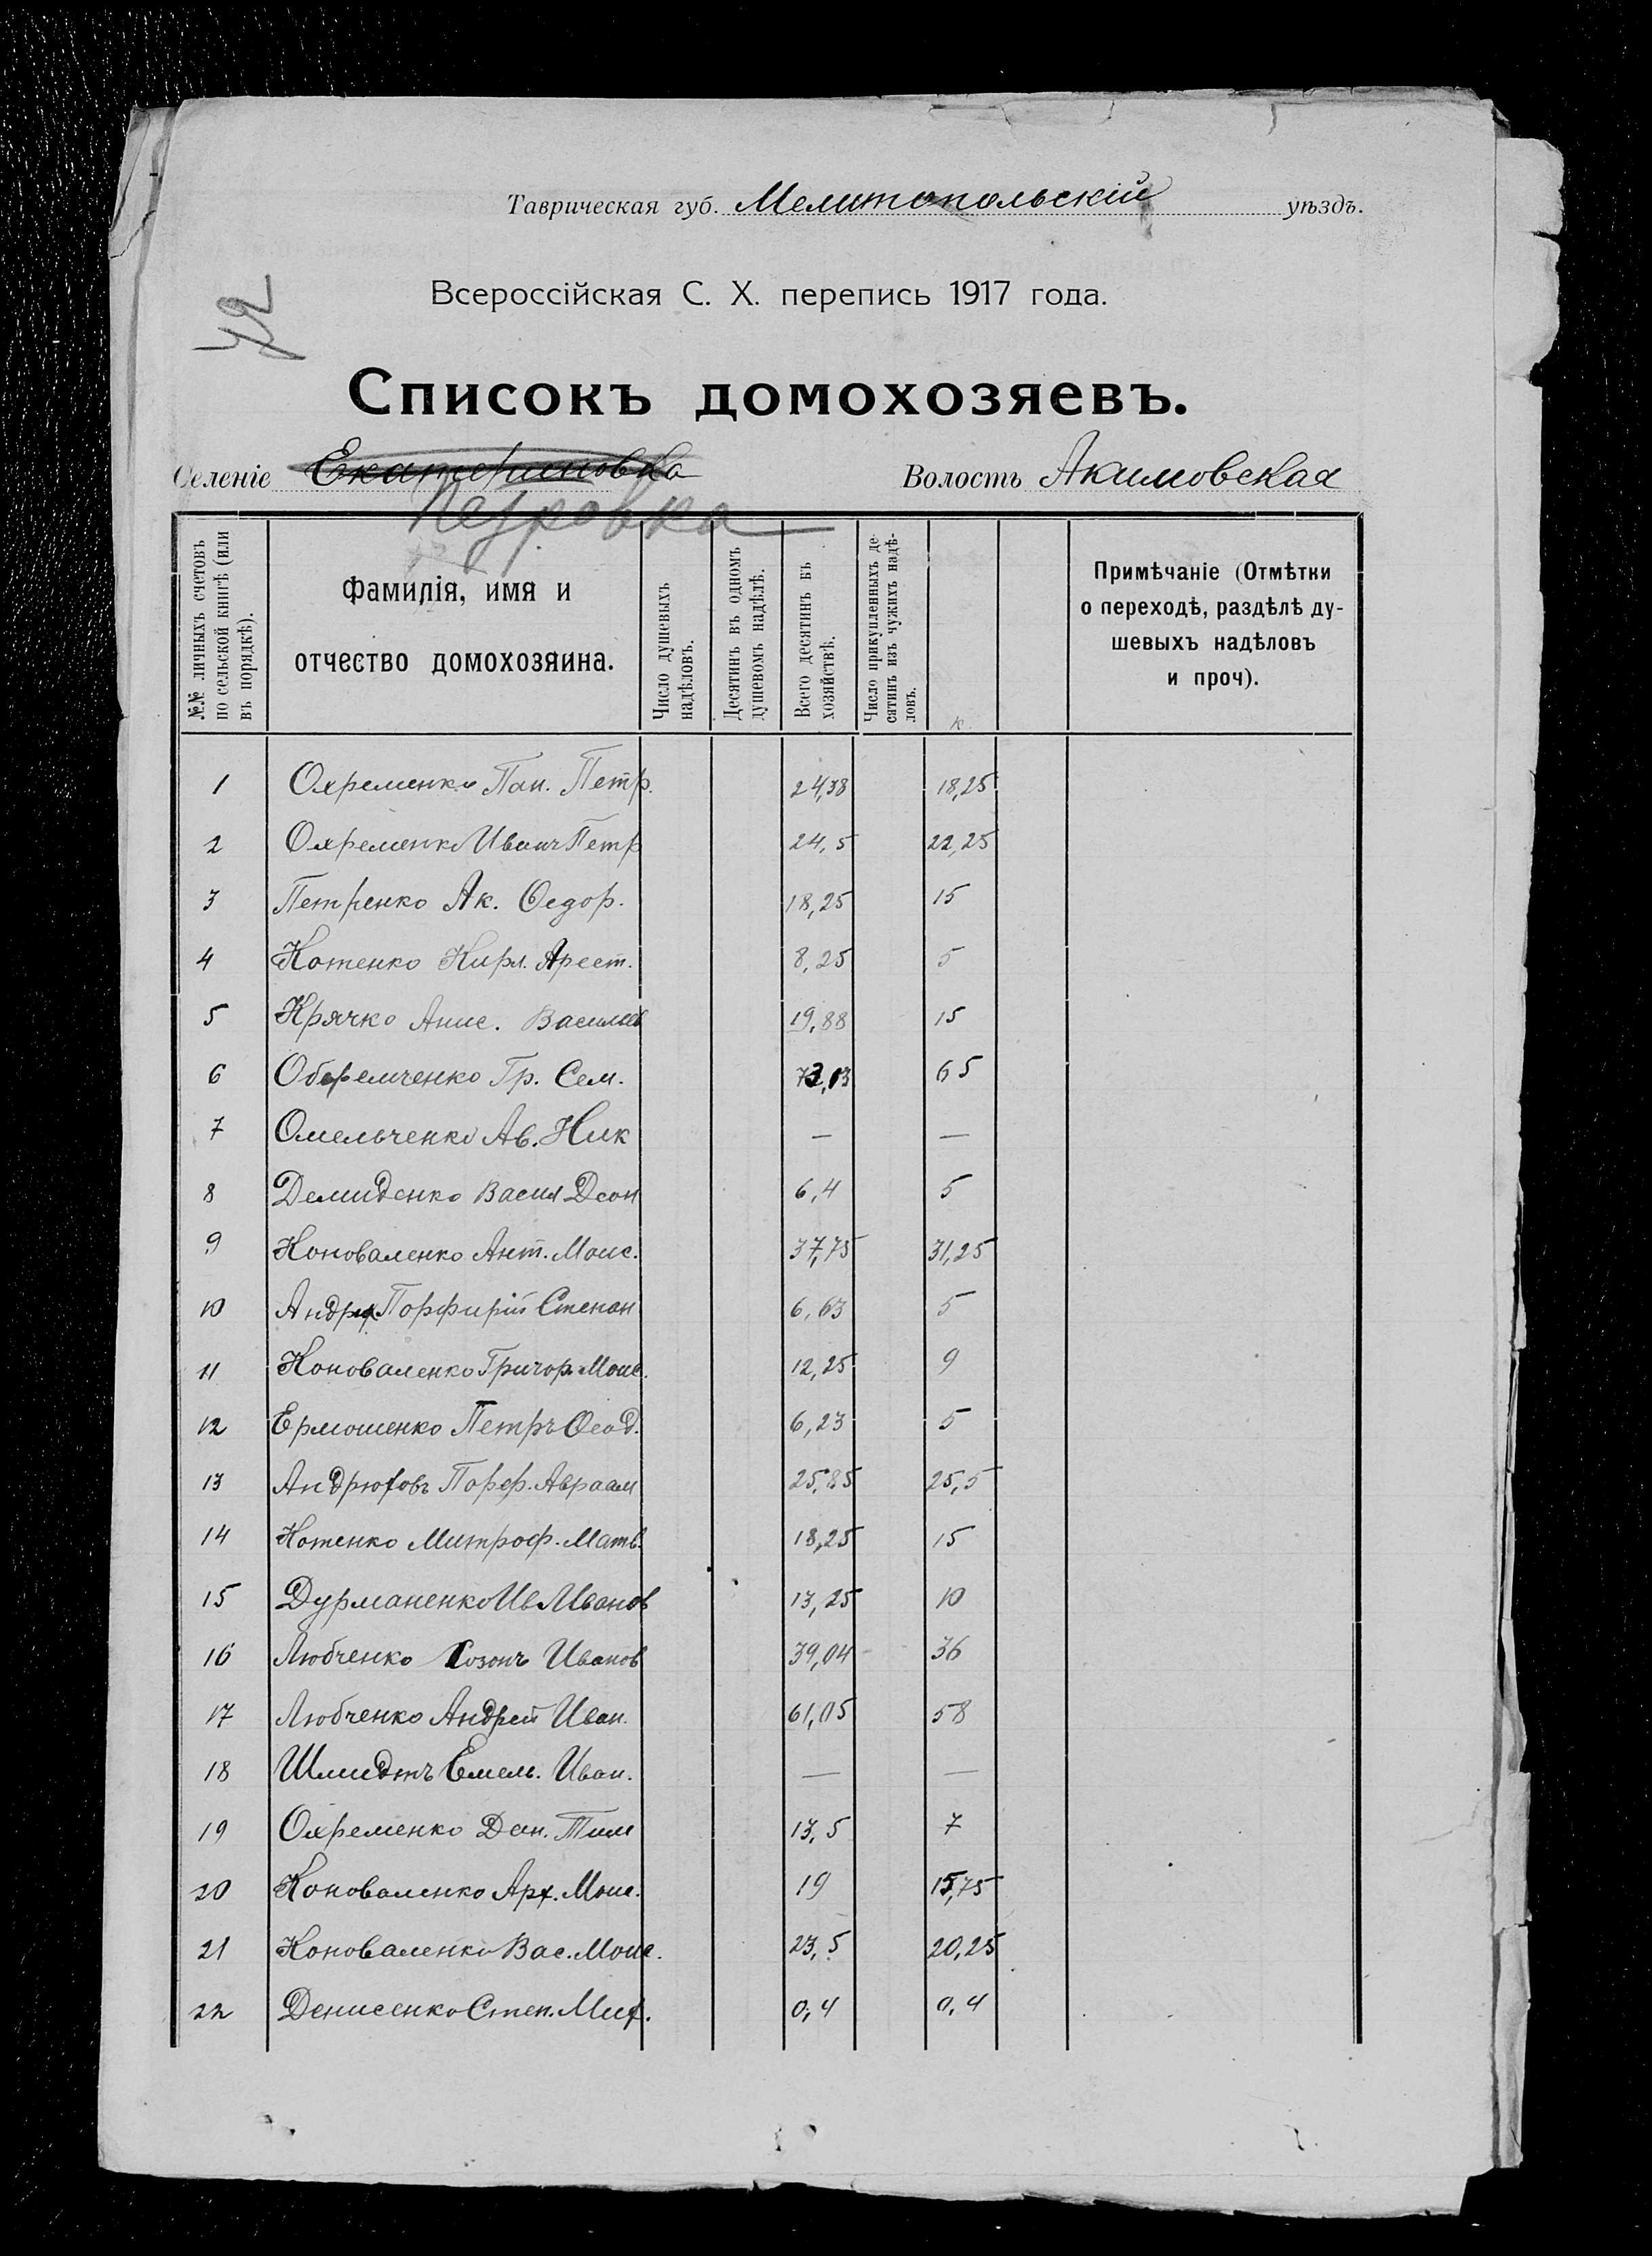 Таврическая губ. Мелитопольскій уѣздъ.
Всероссійская С. Х. перепись 1917 года.
Списокъ домохозяевъ.
Селеніе Екатериновка Волость Акимовская
Петровка
№№ личныхъ счетовъ по сельской книгѣ (или въ порядкѣ).
Фамилія, имя и отчество домохозяина.
Число душевыхъ надѣловъ.
Десятинъ въ одномъ душевомъ надѣлѣ.
Всего десятинъ въ хозяйствѣ.
Число прикупленныхъ десятинъ изъ чужихъ надѣловъ.
к
Примѣчаніе (Отмѣтки
о переходѣ, раздѣлѣ ду-
шевыхъ надѣловъ
и проч).
1 Охременко Пан. Петр. 24,38 18,25
2 Охременко Иванъ Петр 24,5 22,25
3 Петренко Ак. Ѳедор. 18,25 15
4 Котенко Кирл. Арест. 8,25 5
5 Крячко Анис. Васильев 19,88 15
6 Оберемченко Гр. Сем. 73,03 65
7 Омельченко Ав. Ник — —
8 Демиденко Васил Деон 6,4 5
9 Коноваленко Ант. Моис. 37,75 31,25
10 Порфирій Степан 6,63 5
11 Коноваленко Григор. Моис. 12,25 9
12 Ермошенко Петръ Ѳеод. 6,23 5
13 Андрюховъ Порф. Авраам 25,85 25,5
14 Котенко Митроф. Матв. 18,25 15
15 Дурманенко Ив Иванов 13,25 10
16 Любченко Созонъ Иванов 39,04 36
17 Любченко Андрей Иван. 61,05 58
18 Шмидтъ Емель. Иван. — —
19 Охременко Дан. Тим 13,5 7
20 Коноваленко Арх. Моис. 19 15,75
21 Коноваленко Вас. Моис. 23,5 20,25
22 Денисенко Степ. Мих. 0,4 0,4